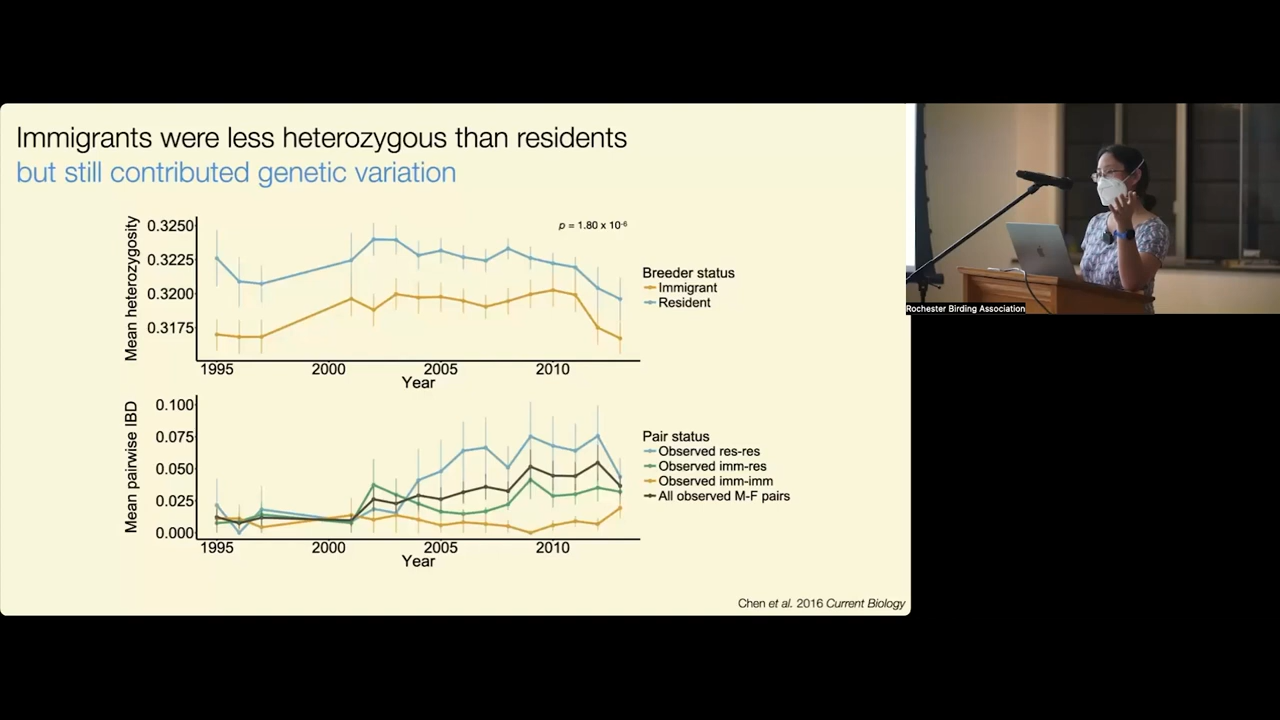 Immigrants were less heterozygous than residents
but still contributed genetic variation
Mean heterozygosity
0.3250
0.3225
0.3200
0.3175
p = 1.80 x 10⁻⁶
Breeder status
Immigrant
Resident
1995
2000
2005
2010
Year
Mean pairwise IBD
0.100
0.075
0.050
0.025
0.000
Pair status
Observed res-res
Observed imm-res
Observed imm-imm
All observed M-F pairs
1995
2000
2005
2010
Year
Chen et al. 2016 Current Biology
Rochester Birding Association